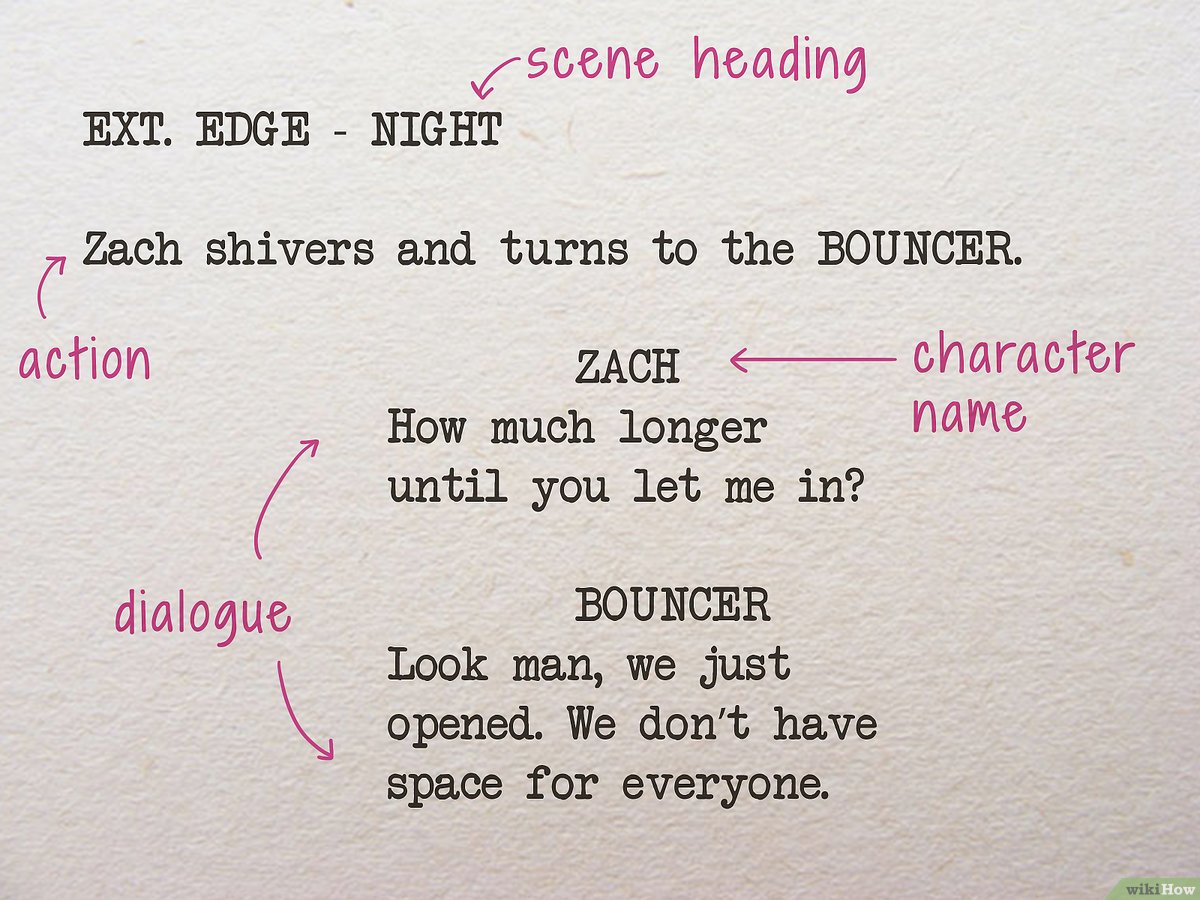 scene heading
EXT. EDGE - NIGHT
Zach shivers and turns to the BOUNCER.
action
ZACH
character
name
How much longer
until you let me in?
dialogue
BOUNCER
Look man, we just
opened. We don't have
space for everyone.
wikiHow